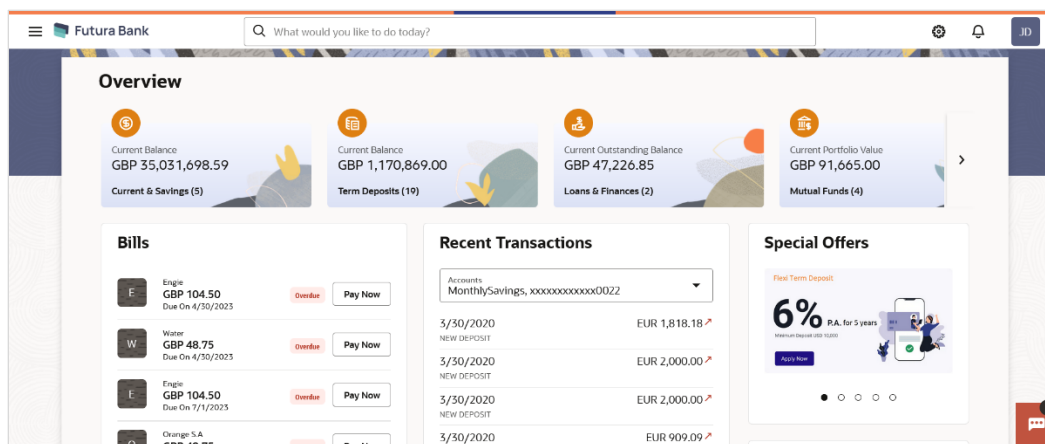 Futura Bank
What would you like to do today?
JD
Overview
Current Balance
GBP 35,031,698.59
Current & Savings (5)
Current Balance
GBP 1,170,869.00
Term Deposits (19)
Current Outstanding Balance
GBP 47,226.85
Loans & Finances (2)
Current Portfolio Value
GBP 91,665.00
Mutual Funds (4)
Bills
E
Engie
GBP 104.50
Due On 4/30/2023
Overdue
Pay Now
W
Water
GBP 48.75
Due On 4/30/2023
Overdue
Pay Now
E
Engie
GBP 104.50
Due On 7/1/2023
Overdue
Pay Now
Orange S.A
Recent Transactions
Accounts
MonthlySavings, xxxxxxxxxxxx0022
3/30/2020 EUR 1,818.18
NEW DEPOSIT
3/30/2020 EUR 2,000.00
NEW DEPOSIT
3/30/2020 EUR 2,000.00
NEW DEPOSIT
3/30/2020 EUR 909.09
Special Offers
Flexi Term Deposit
6% P.A. for 5 years
Minimum Deposit USD 10,000
Apply Now